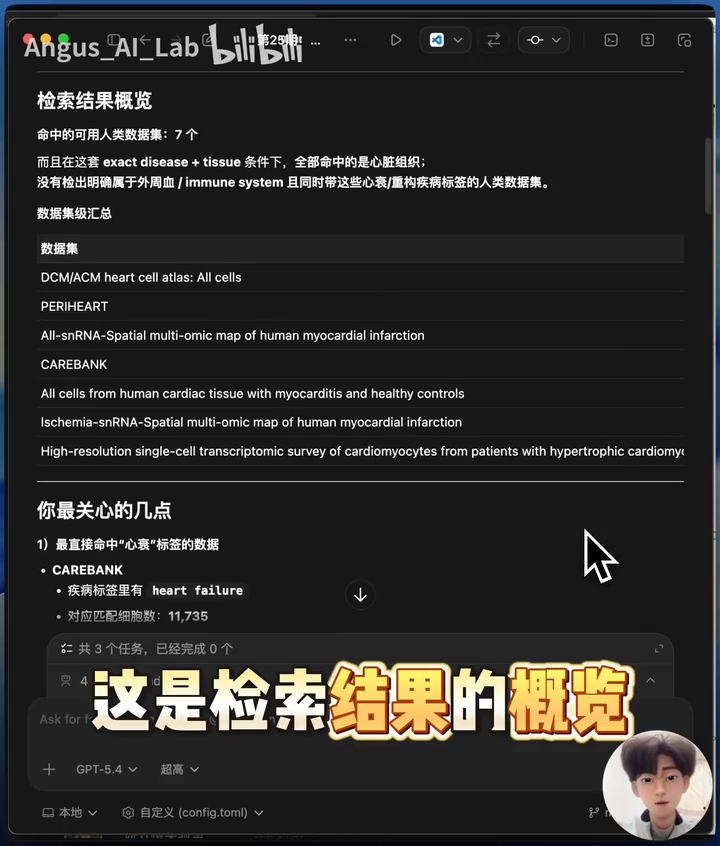 Angus_AI_Lab bilibili
第25期: ...
检索结果概览
命中的可用人类数据集：7 个
而且在这套 exact disease + tissue 条件下，全部命中的是心脏组织；
没有检出明确属于外周血 / immune system 且同时带这些心衰/重构疾病标签的人类数据集。
数据集级汇总
数据集
DCM/ACM heart cell atlas: All cells
PERIHEART
All-snRNA-Spatial multi-omic map of human myocardial infarction
CAREBANK
All cells from human cardiac tissue with myocarditis and healthy controls
Ischemia-snRNA-Spatial multi-omic map of human myocardial infarction
High-resolution single-cell transcriptomic survey of cardiomyocytes from patients with hypertrophic cardiomyo
你最关心的几点
1）最直接命中“心衰”标签的数据
• CAREBANK
• 疾病标签里有 heart failure
• 对应匹配细胞数：11,735
共 3 个任务，已经完成 0 个
4
这是检索结果的概览
Ask for f
GPT-5.4 超高
本地 自定义 (config.toml)